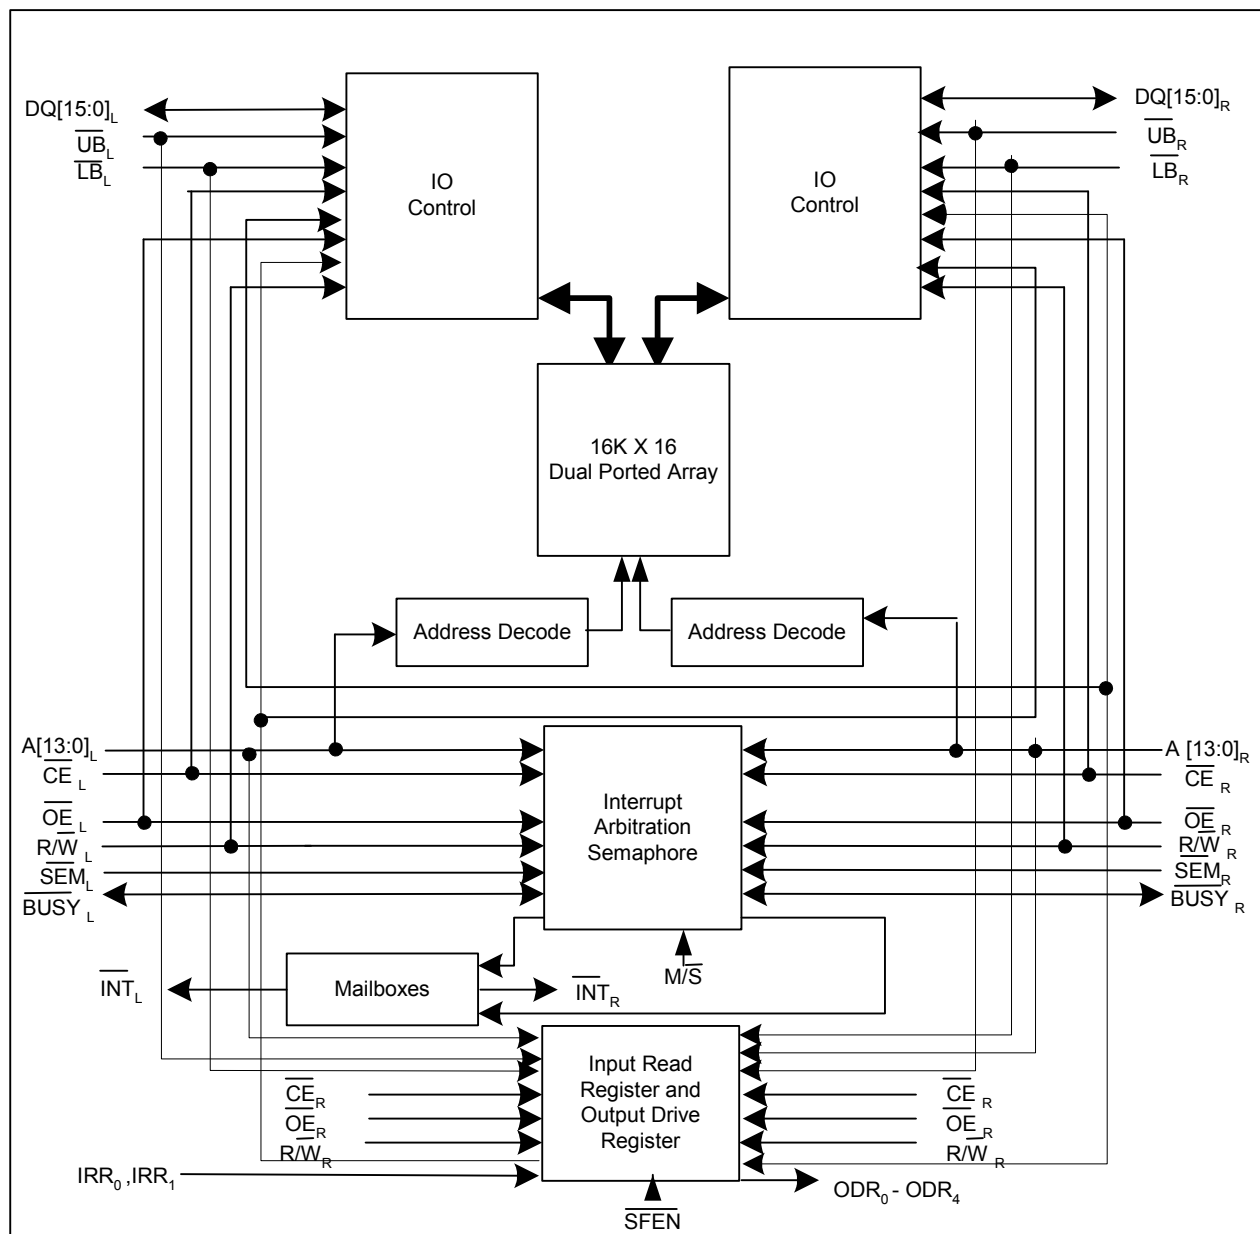 DQ[15:0]L
UBL
LBL
IO
Control
IO
Control
DQ[15:0]R
UBR
LBR
16K X 16
Dual Ported Array
Address Decode
Address Decode
A[13:0]L
CE L
OE L
R/W L
SEML
BUSY L
Interrupt
Arbitration
Semaphore
A [13:0]R
CE R
OE R
R/W R
SEMR
BUSY R
M/S
INTL
Mailboxes
INTR
CER
OER
R/WR
IRR0 ,IRR1
Input Read
Register and
Output Drive
Register
CE R
OER
R/W R
ODR0 - ODR4
SFEN